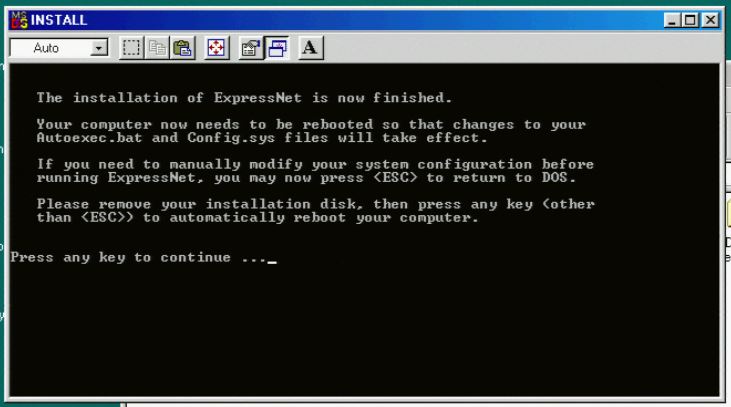 INSTALL
Auto
A
The installation of ExpressNet is now finished.
Your computer now needs to be rebooted so that changes to your
Autoexec.bat and Config.sys files will take effect.
If you need to manually modify your system configuration before
running ExpressNet, you may now press <ESC> to return to DOS.
Please remove your installation disk, then press any key (other
than <ESC>) to automatically reboot your computer.
Press any key to continue ..._